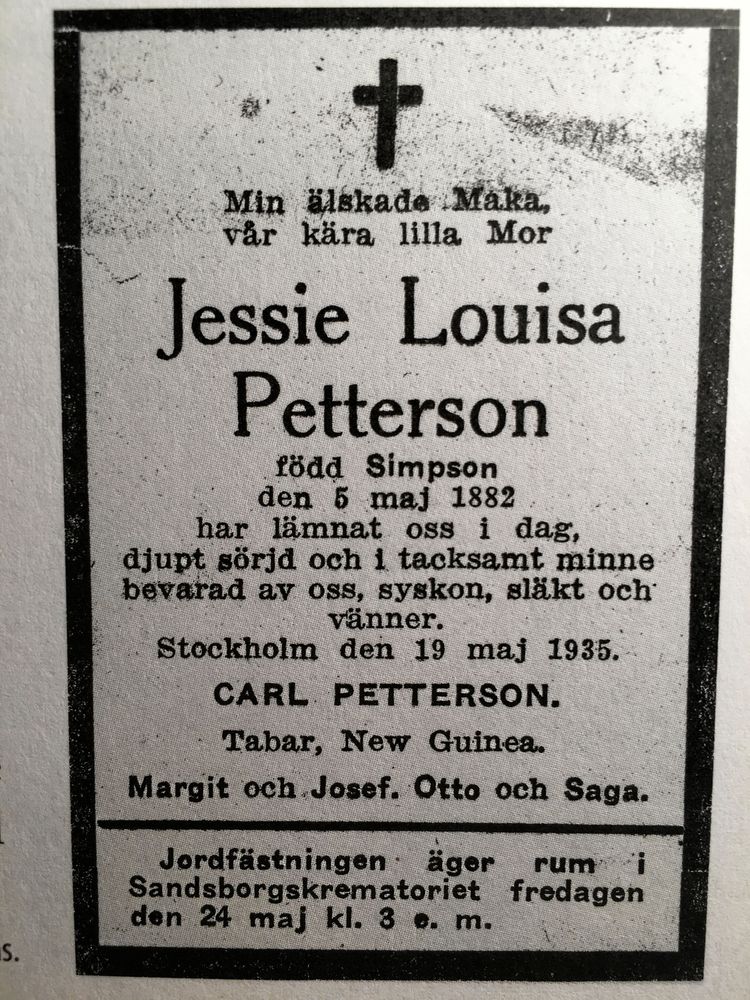 Min älskade Maka,
vår kära lilla Mor
Jessie Louisa
Petterson
född Simpson
den 5 maj 1882
har lämnat oss i dag,
djupt sörjd och i tacksamt minne
bevarad av oss, syskon, släkt och
vänner.
Stockholm den 19 maj 1935.
CARL PETTERSON.
Tabar, New Guinea.
Margit och Josef. Otto och Saga.
Jordfästningen äger rum i
Sandsborgskrematoriet fredagen
den 24 maj kl. 3 e. m.